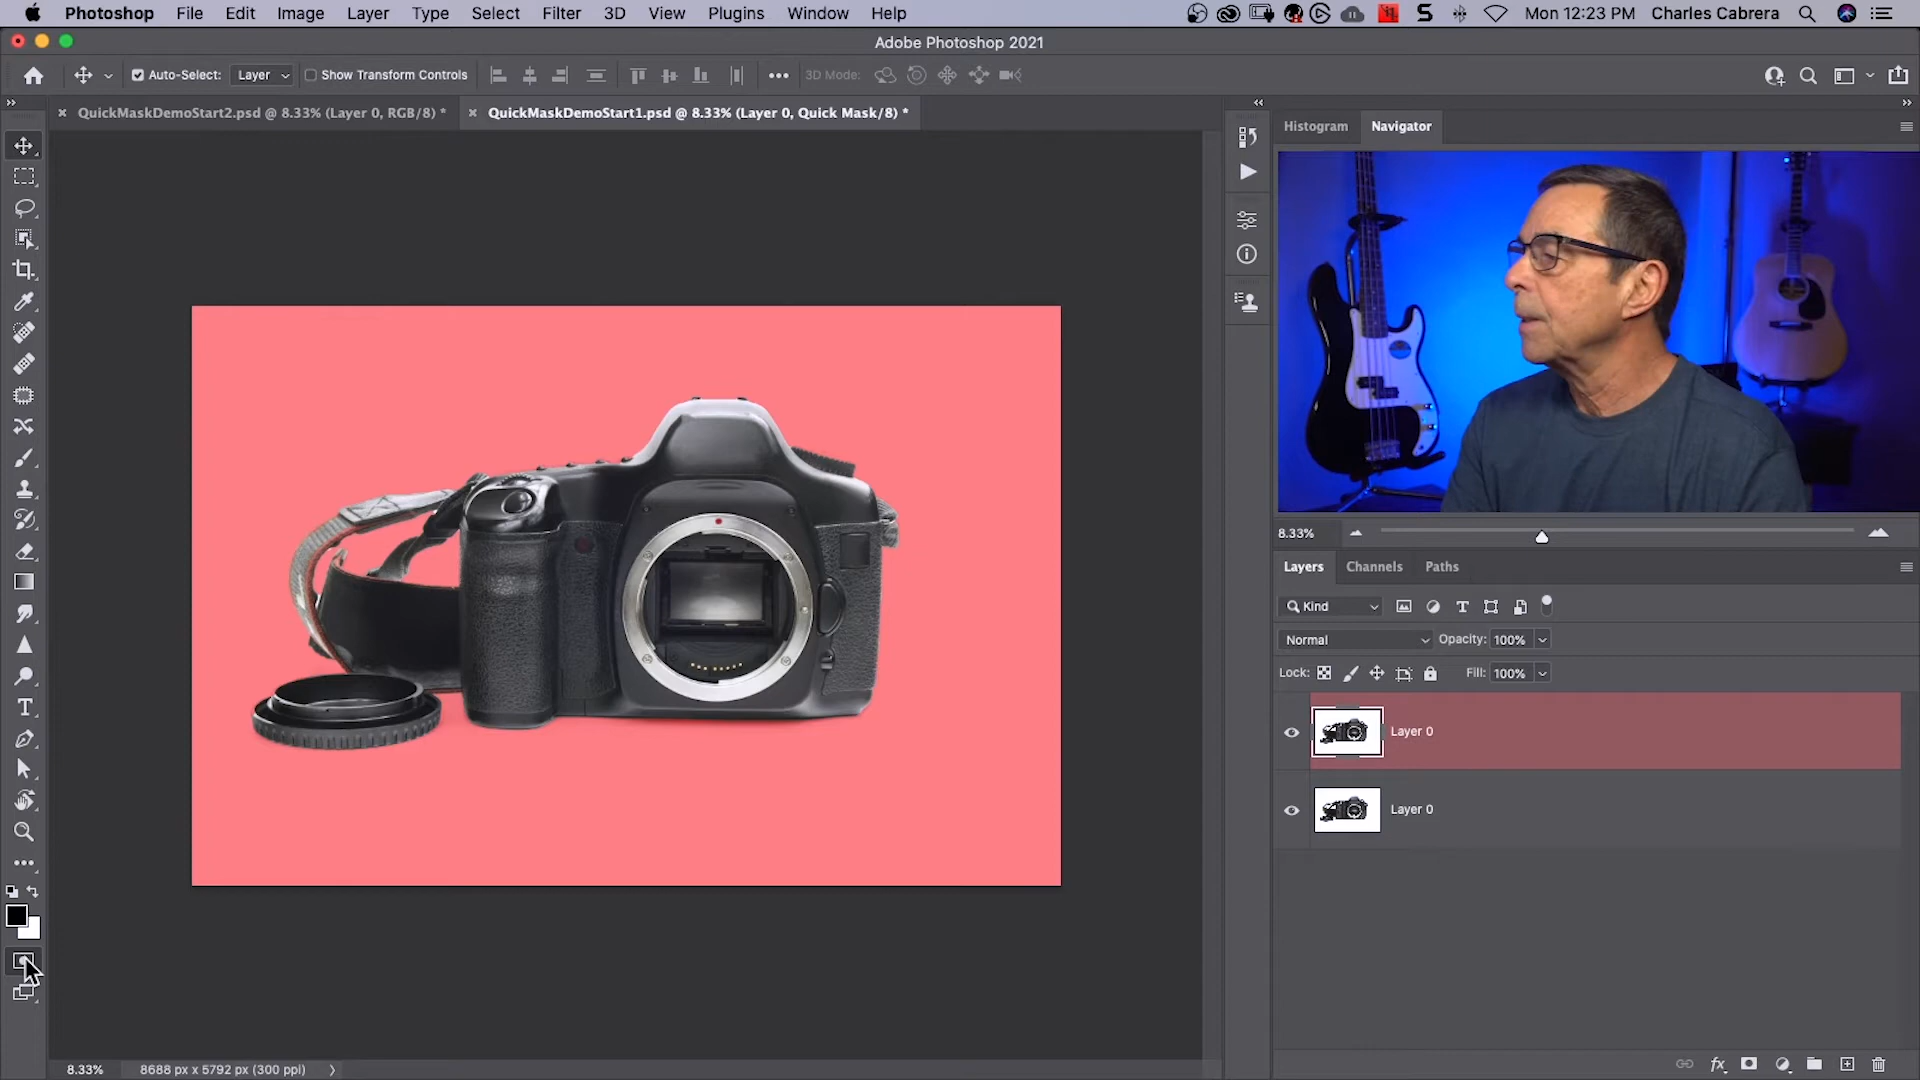 Photoshop File Edit Image Layer Type Select Filter 3D View Plugins Window Help Mon 12:23 PM Charles Cabrera
Adobe Photoshop 2021
Auto-Select: Layer Show Transform Controls 3D Mode:
QuickMaskDemoStart2.psd @ 8.33% (Layer 0, RGB/8) * QuickMaskDemoStart1.psd @ 8.33% (Layer 0, Quick Mask/8) *
Histogram Navigator
8.33%
Layers Channels Paths
Kind
Normal Opacity: 100%
Lock: Fill: 100%
Layer 0
Layer 0
8.33% 8688 px x 5792 px (300 ppi)